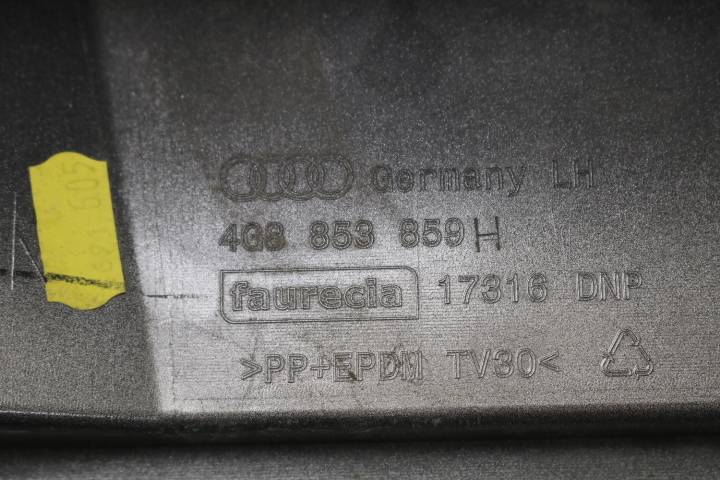 Germany LH
4G8 853 859 H
faurecia 17316 DNP
>PP+EPDM TV30<